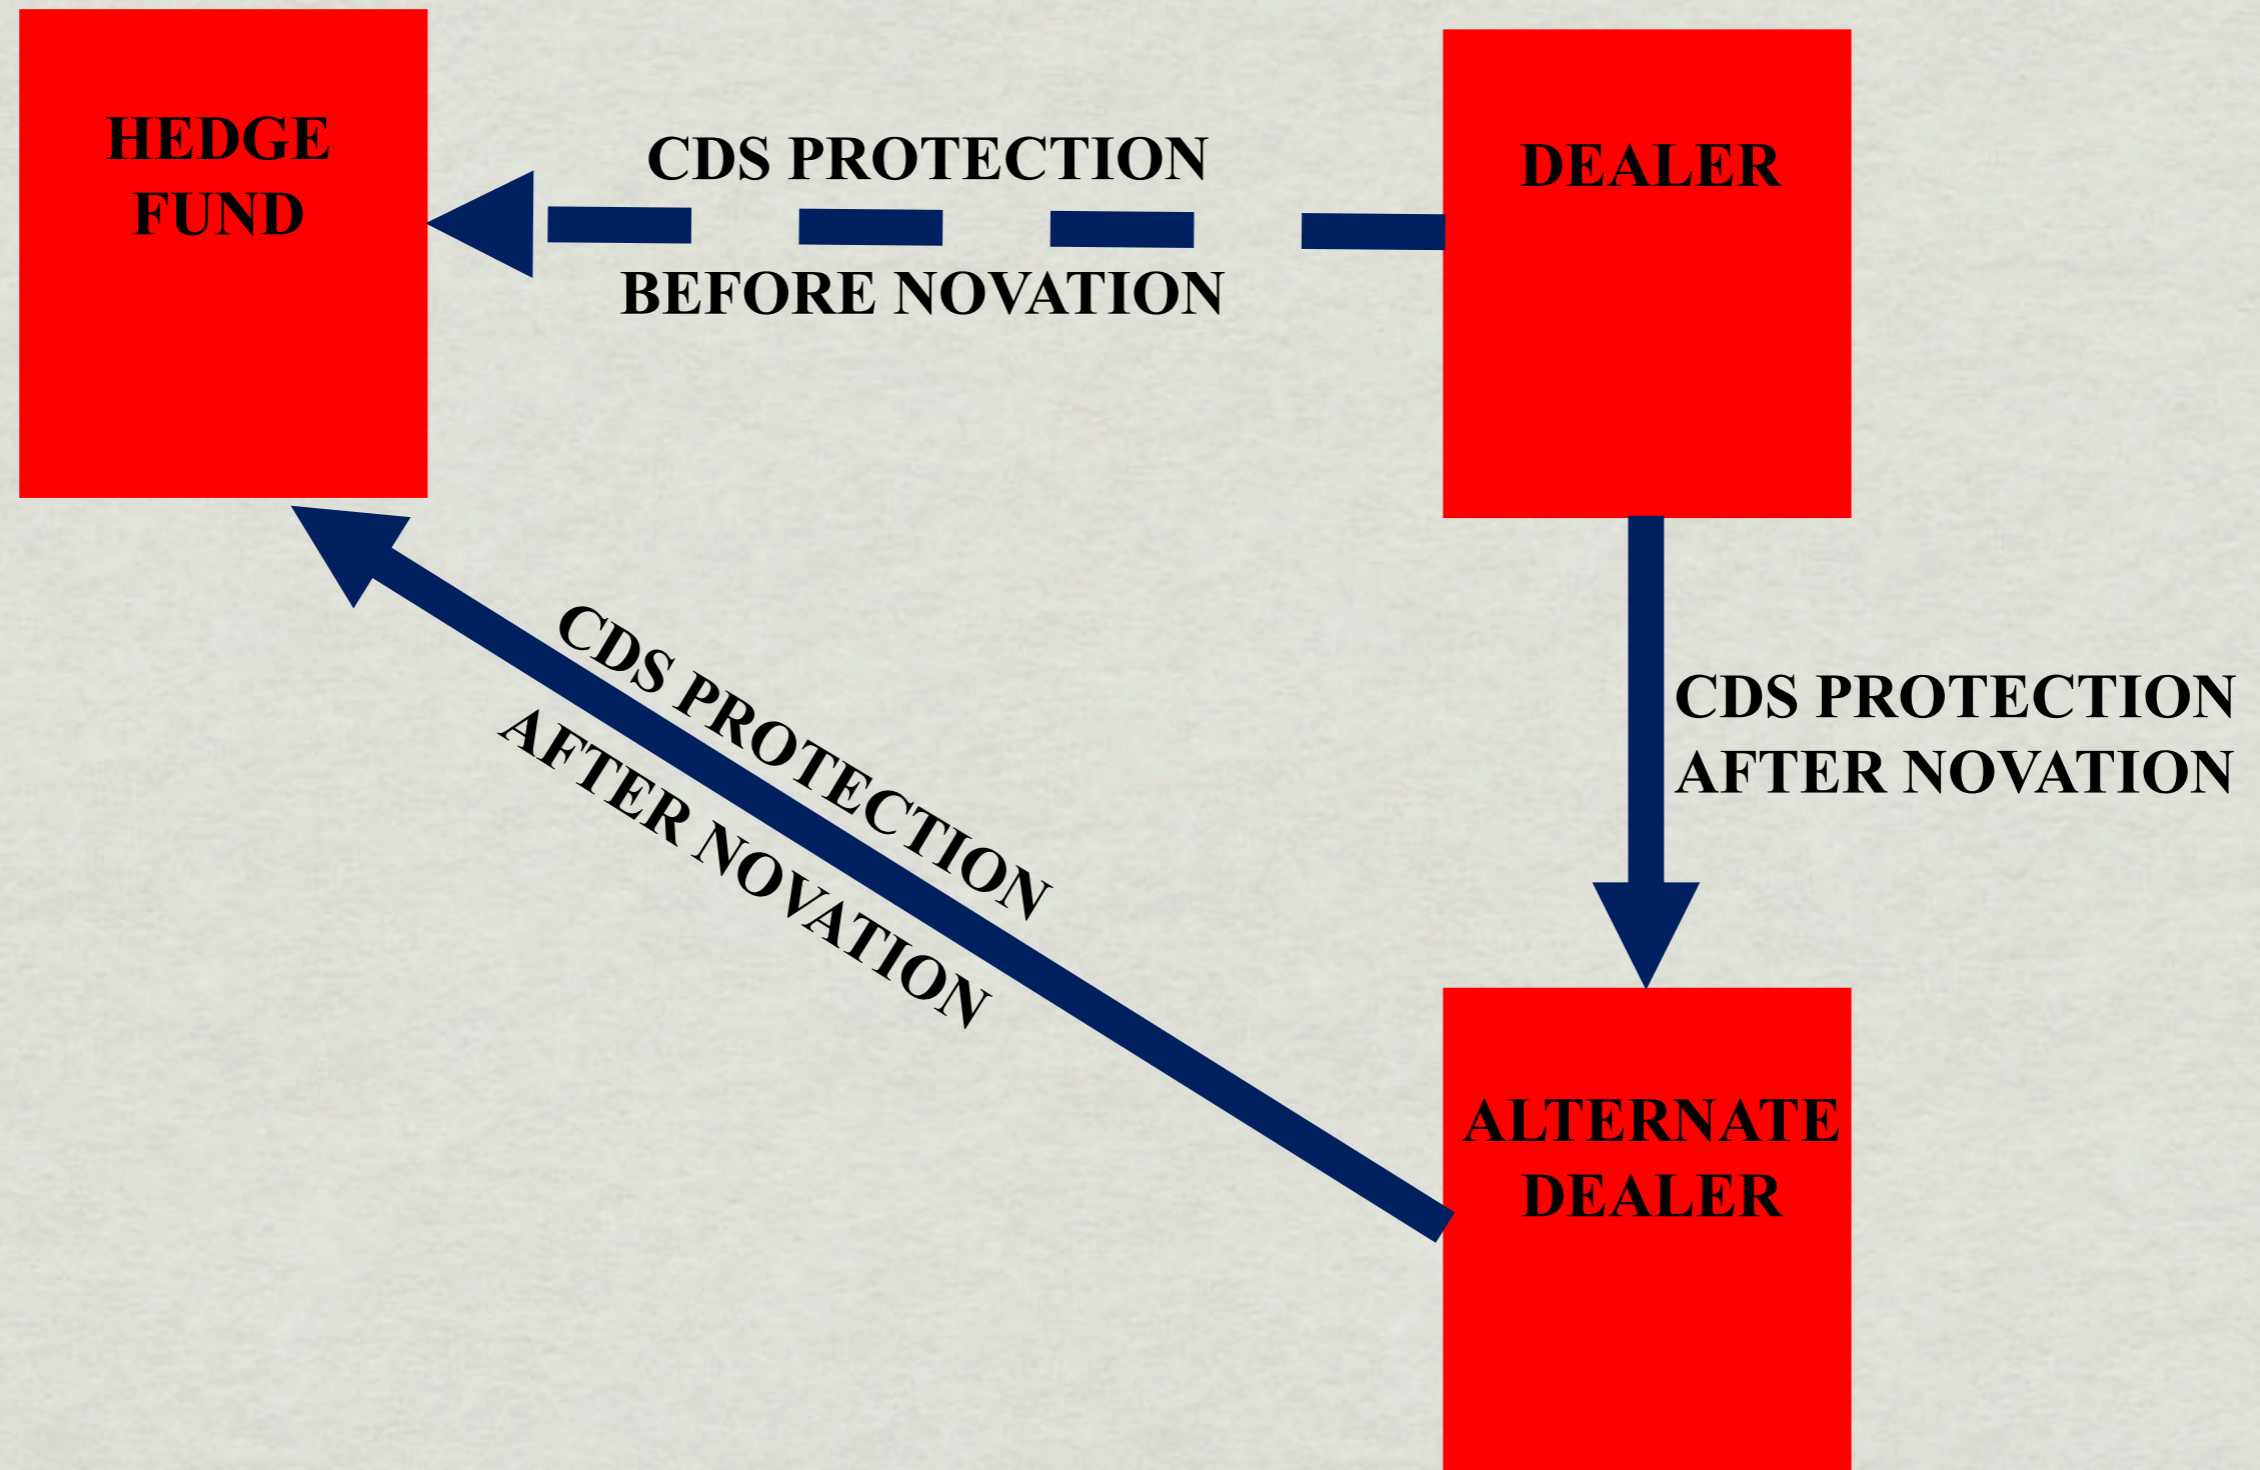 HEDGE
FUND
CDS PROTECTION
BEFORE NOVATION
DEALER
CDS PROTECTION
AFTER NOVATION
CDS PROTECTION
AFTER NOVATION
ALTERNATE
DEALER